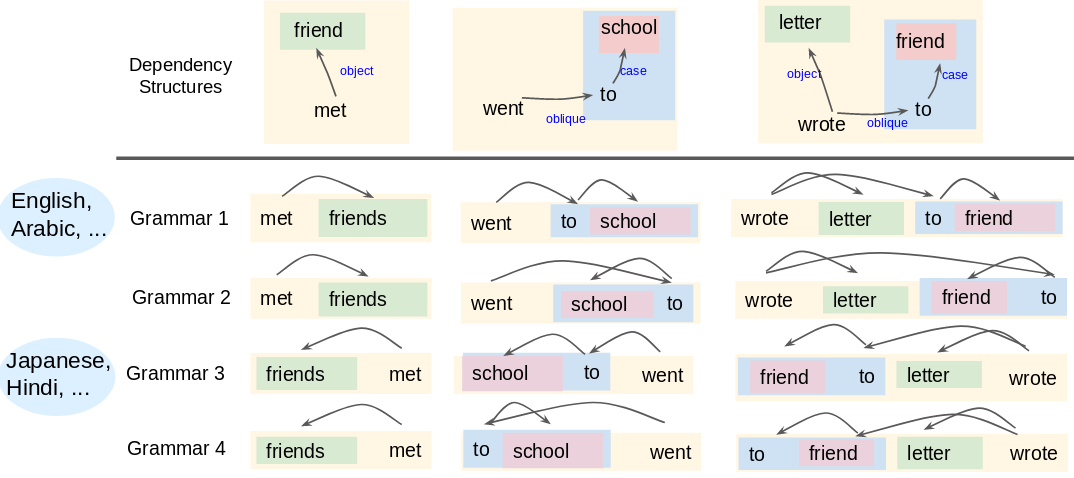 Dependency
Structures
friend
object
met
school
case
to
went
oblique
letter
friend
object
case
to
wrote
oblique
English,
Arabic, ...
Grammar 1
met friends
went to school
wrote letter to friend
Grammar 2
met friends
went school to
wrote letter friend to
Japanese,
Hindi, ...
Grammar 3
friends met
school to went
friend to letter wrote
Grammar 4
friends met
to school went
to friend letter wrote